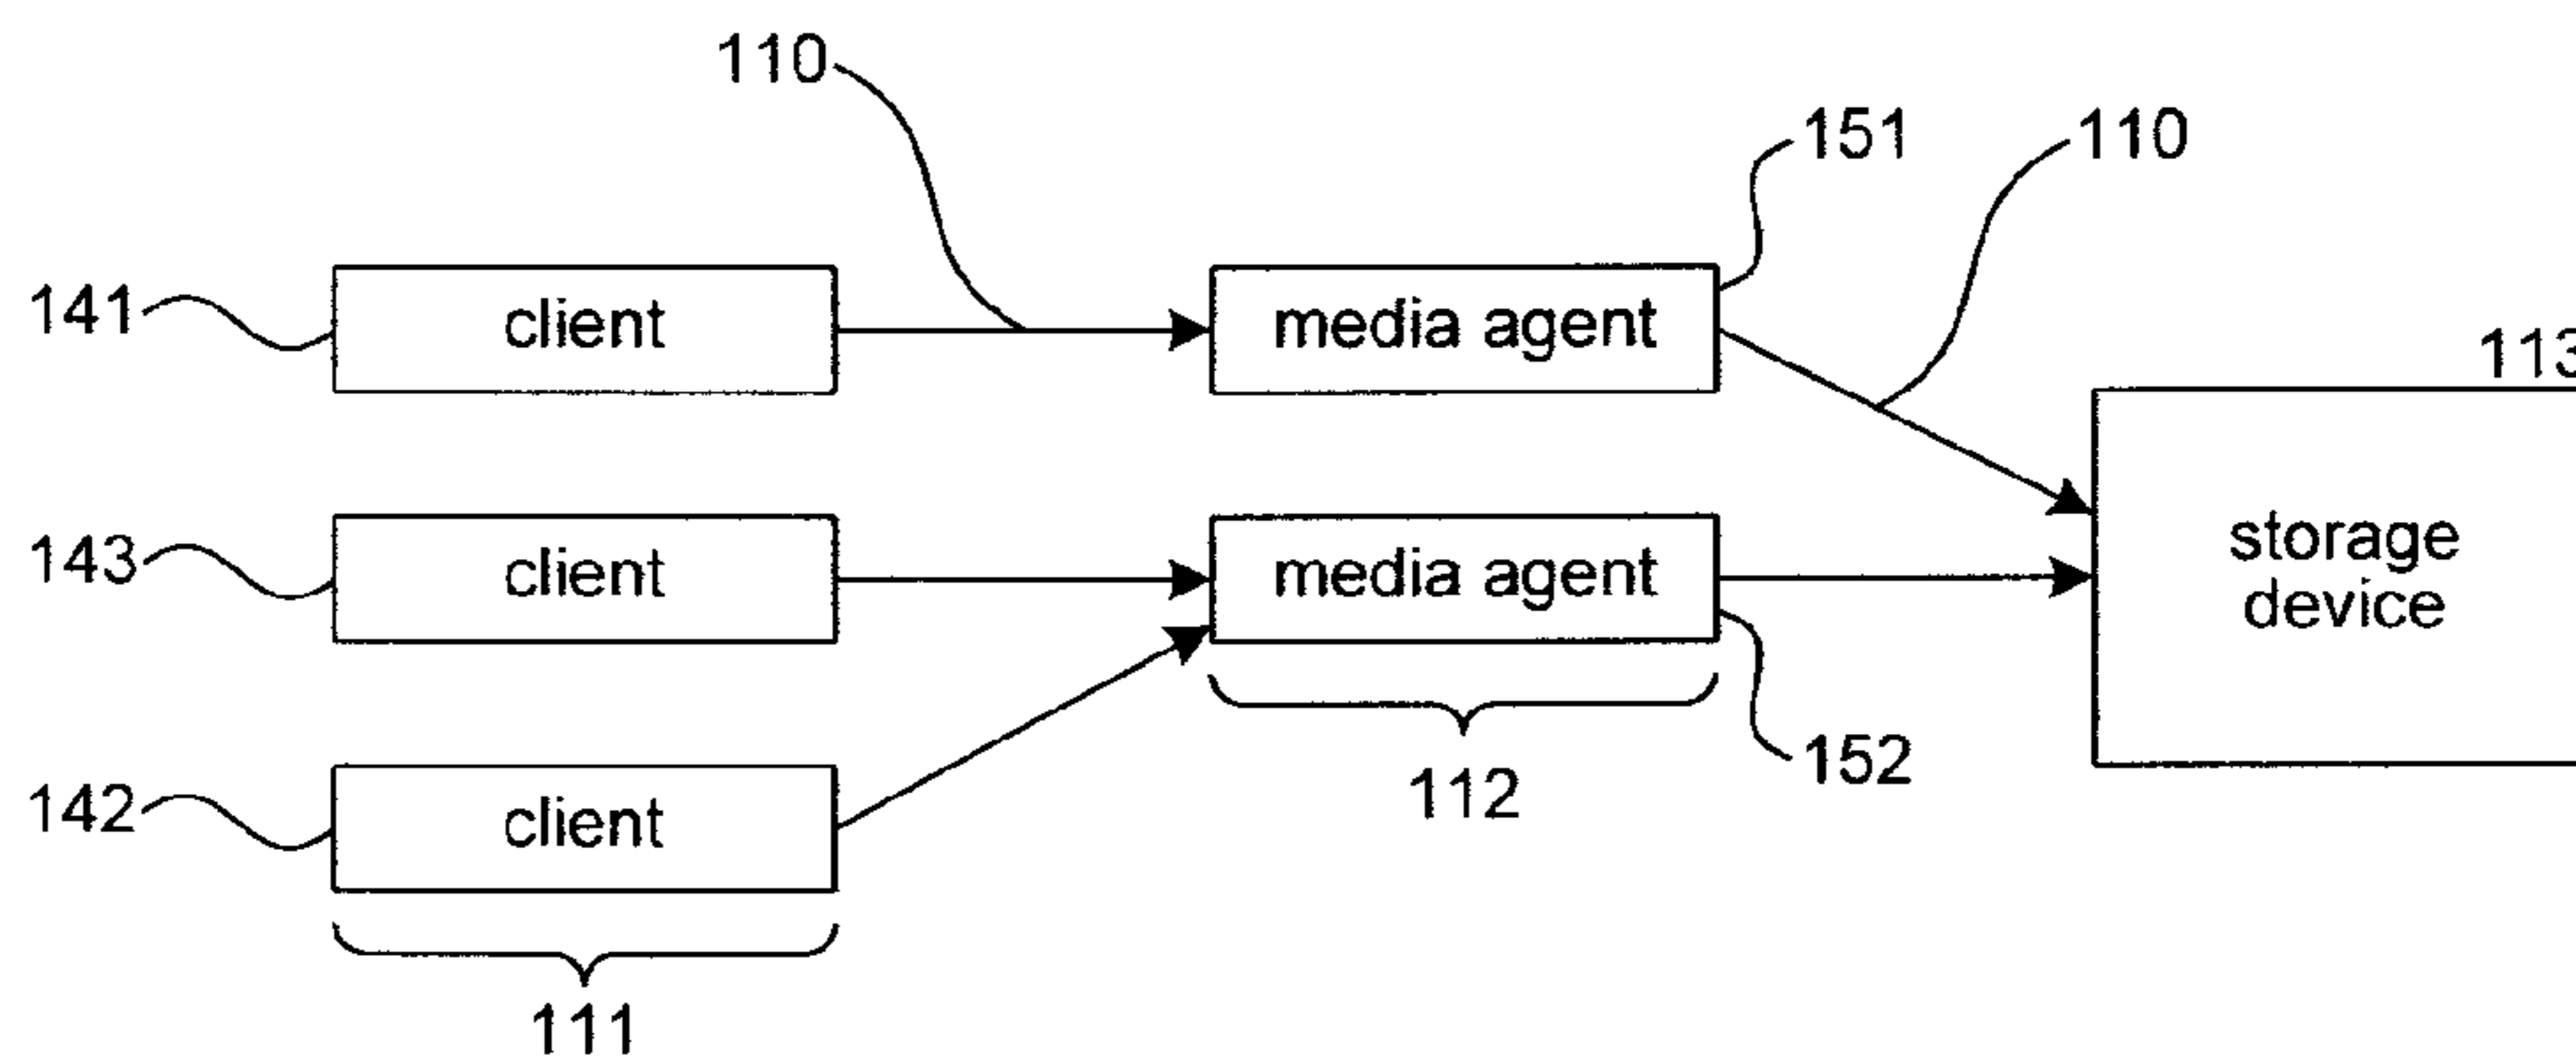 110
151
110
141
client
media agent
113
143
client
media agent
storage
device
142
client
152
112
111